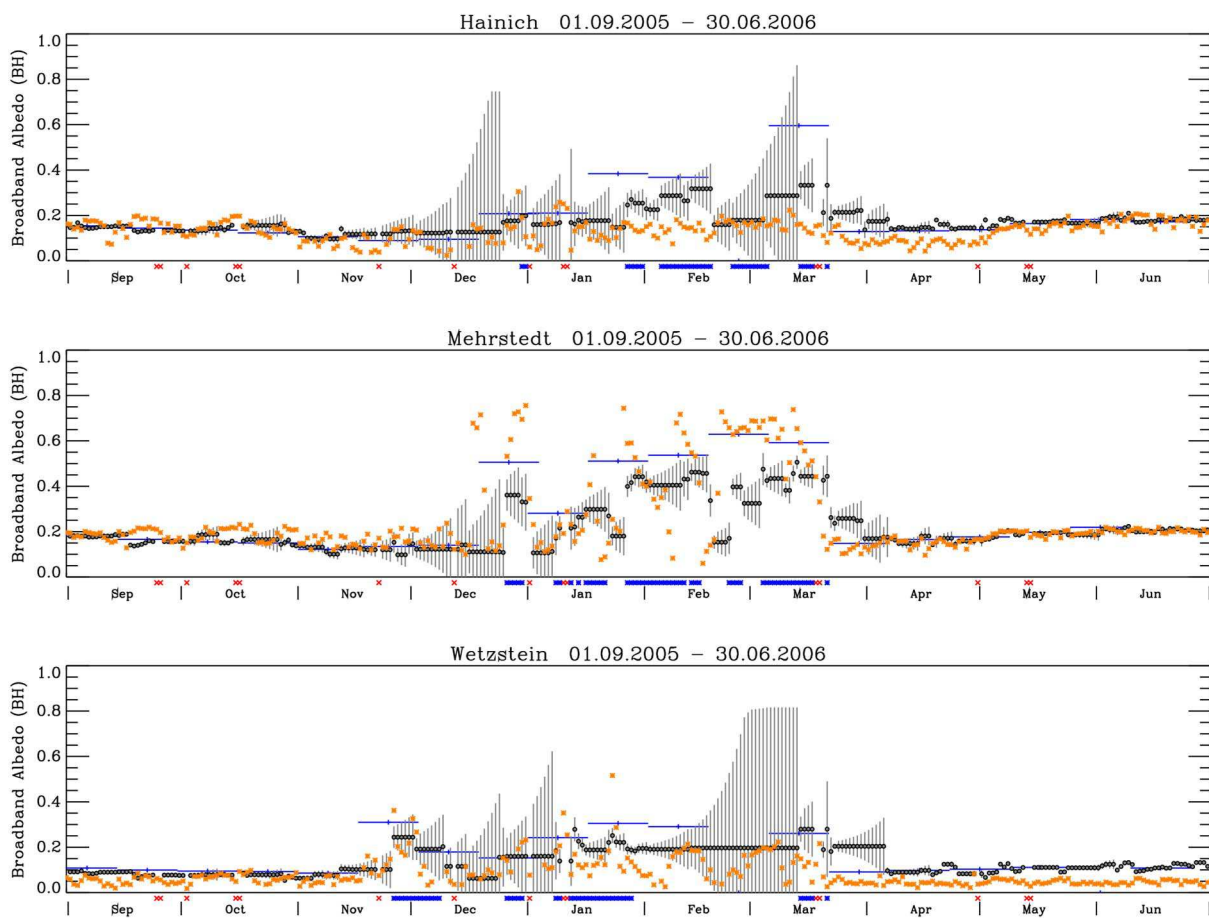 Hainich 01.09.2005 – 30.06.2006
Broadband Albedo (BH)
1.0
0.8
0.6
0.4
0.2
0.0
| Sep | Oct | Nov | Dec | Jan | Feb | Mar | Apr | May | Jun |
Mehrstedt 01.09.2005 – 30.06.2006
Broadband Albedo (BH)
1.0
0.8
0.6
0.4
0.2
0.0
| Sep | Oct | Nov | Dec | Jan | Feb | Mar | Apr | May | Jun |
Wetzstein 01.09.2005 – 30.06.2006
Broadband Albedo (BH)
1.0
0.8
0.6
0.4
0.2
0.0
| Sep | Oct | Nov | Dec | Jan | Feb | Mar | Apr | May | Jun |